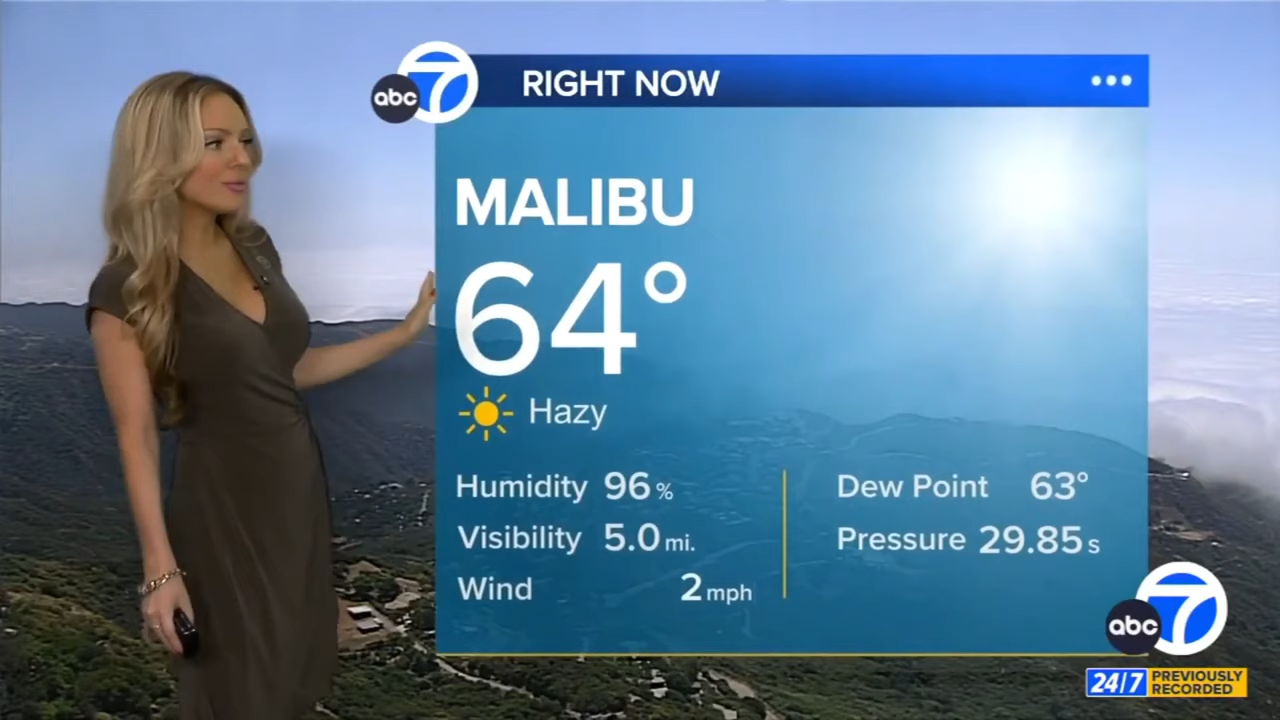 abc 7
RIGHT NOW
MALIBU
64°
Hazy
Humidity 96 %
Visibility 5.0 mi.
Wind 2 mph
Dew Point 63°
Pressure 29.85 s
abc 7
24/7 PREVIOUSLY
RECORDED